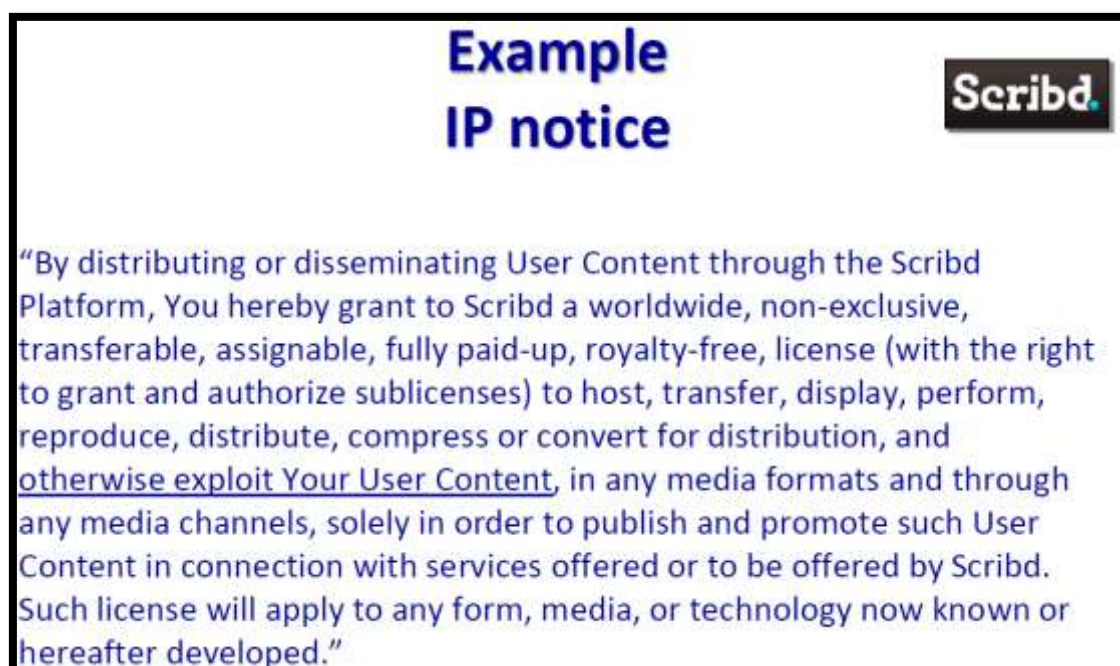 Example
IP notice
Scribd.
“By distributing or disseminating User Content through the Scribd
Platform, You hereby grant to Scribd a worldwide, non-exclusive,
transferable, assignable, fully paid-up, royalty-free, license (with the right
to grant and authorize sublicenses) to host, transfer, display, perform,
reproduce, distribute, compress or convert for distribution, and
otherwise exploit Your User Content, in any media formats and through
any media channels, solely in order to publish and promote such User
Content in connection with services offered or to be offered by Scribd.
Such license will apply to any form, media, or technology now known or
hereafter developed.”